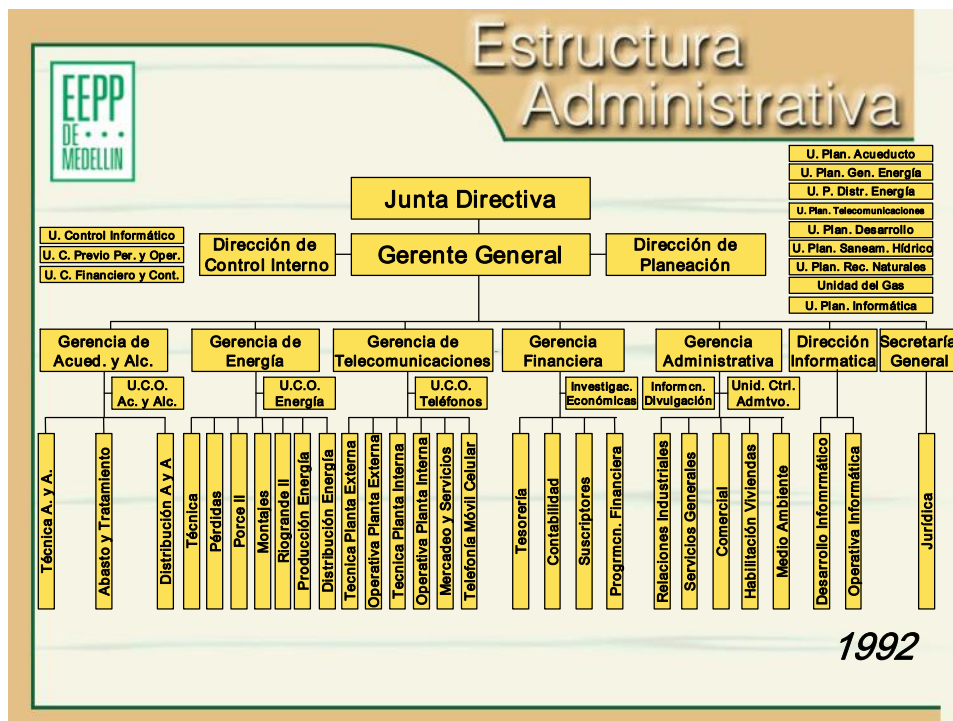 Estructura
Administrativa
EEPP
DE • • •
MEDELLIN
U. Plan. Acueducto
U. Plan. Gen. Energía
U. P. Distr. Energía
U. Plan. Telecomunicaciones
U. Plan. Desarrollo
U. Plan. Saneam. Hídrico
U. Plan. Rec. Naturales
Unidad del Gas
U. Plan. Informática
Junta Directiva
U. Control Informático
U. C. Previo Per. y Oper.
U. C. Financiero y Cont.
Dirección de
Control Interno
Gerente General
Dirección de
Planeación
Gerencia de
Acued. y Alc.
Gerencia de
Energía
Gerencia de
Telecomunicaciones
Gerencia
Financiera
Gerencia
Administrativa
Dirección
Informatica
Secretaría
General
U.C.O.
Ac. y Alc.
U.C.O.
Energía
U.C.O.
Teléfonos
Investigac.
Económicas
Informcn.
Divulgación
Unid. Ctrl.
Admtvo.
Técnica A. y A.
Abasto y Tratamiento
Distribución A y A
Técnica
Pérdidas
Porce II
Montajes
Riogrande II
Producción Energía
Distribución Energía
Tecnica Planta Externa
Operativa Planta Externa
Tecnica Planta Interna
Operativa Planta Interna
Mercadeo y Servicios
Telefonía Móvil Celular
Tesorería
Contabilidad
Suscriptores
Progrmcn. Financiera
Relaciones Industriales
Servicios Generales
Comercial
Habilitación Viviendas
Medio Ambiente
Desarrollo Infomrmático
Operativa Informática
Jurídica
1992